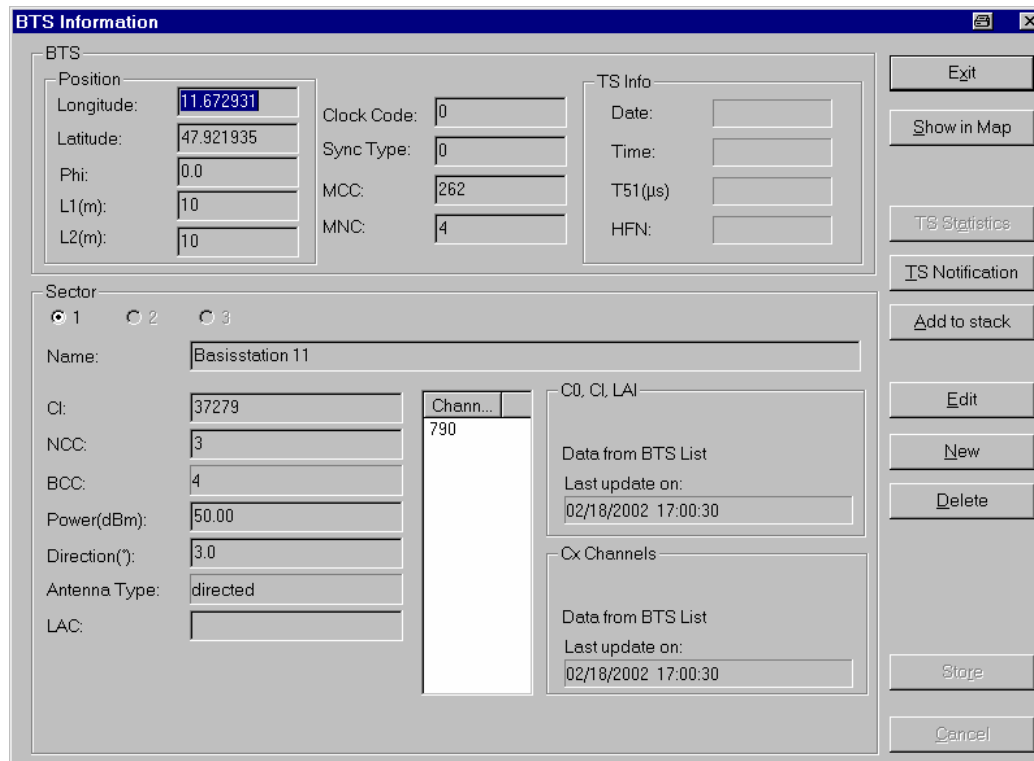 BTS Information
BTS
Position
Longitude: 11.672931
Latitude: 47.921935
Phi: 0.0
L1(m): 10
L2(m): 10
Clock Code: 0
Sync Type: 0
MCC: 262
MNC: 4
TS Info
Date:
Time:
T51(µs)
HFN:
Exit
Show in Map
TS Statistics
TS Notification
Add to stack
Edit
New
Delete
Store
Cancel
Sector
1 2 3
Name: Basisstation 11
CI: 37279
NCC: 3
BCC: 4
Power(dBm): 50.00
Direction(°): 3.0
Antenna Type: directed
LAC:
Chann...
790
C0, CI, LAI
Data from BTS List
Last update on:
02/18/2002 17:00:30
Cx Channels
Data from BTS List
Last update on:
02/18/2002 17:00:30